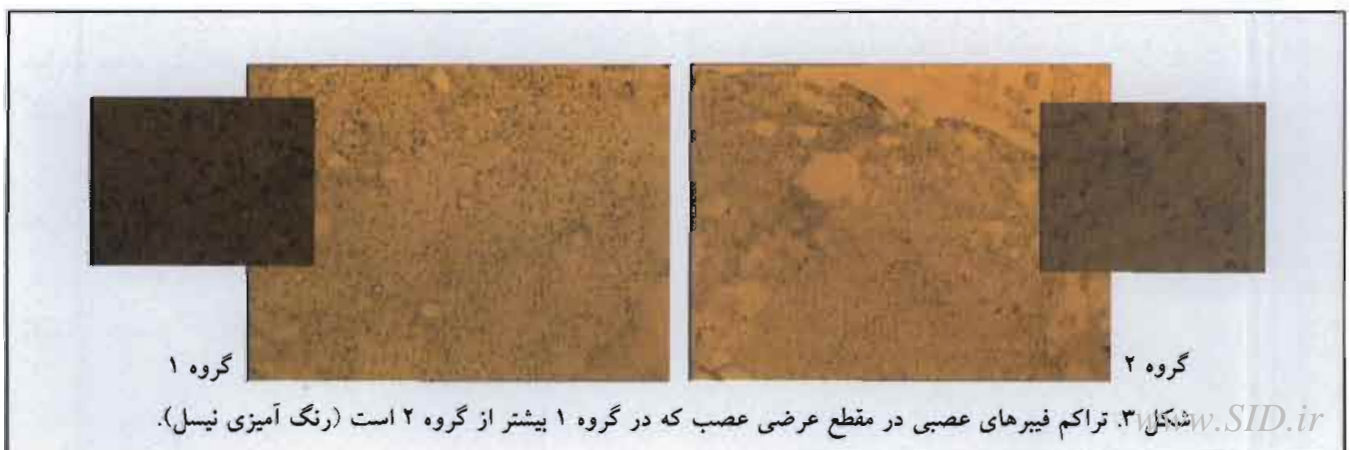 گروه ۲
گروه ۱
شکل ۳. تراکم فیبرهای عصبی در مقطع عرضی عصب که در گروه ۱ بیشتر از گروه ۲ است (رنگ آمیزی نیسل).
www.SID.ir